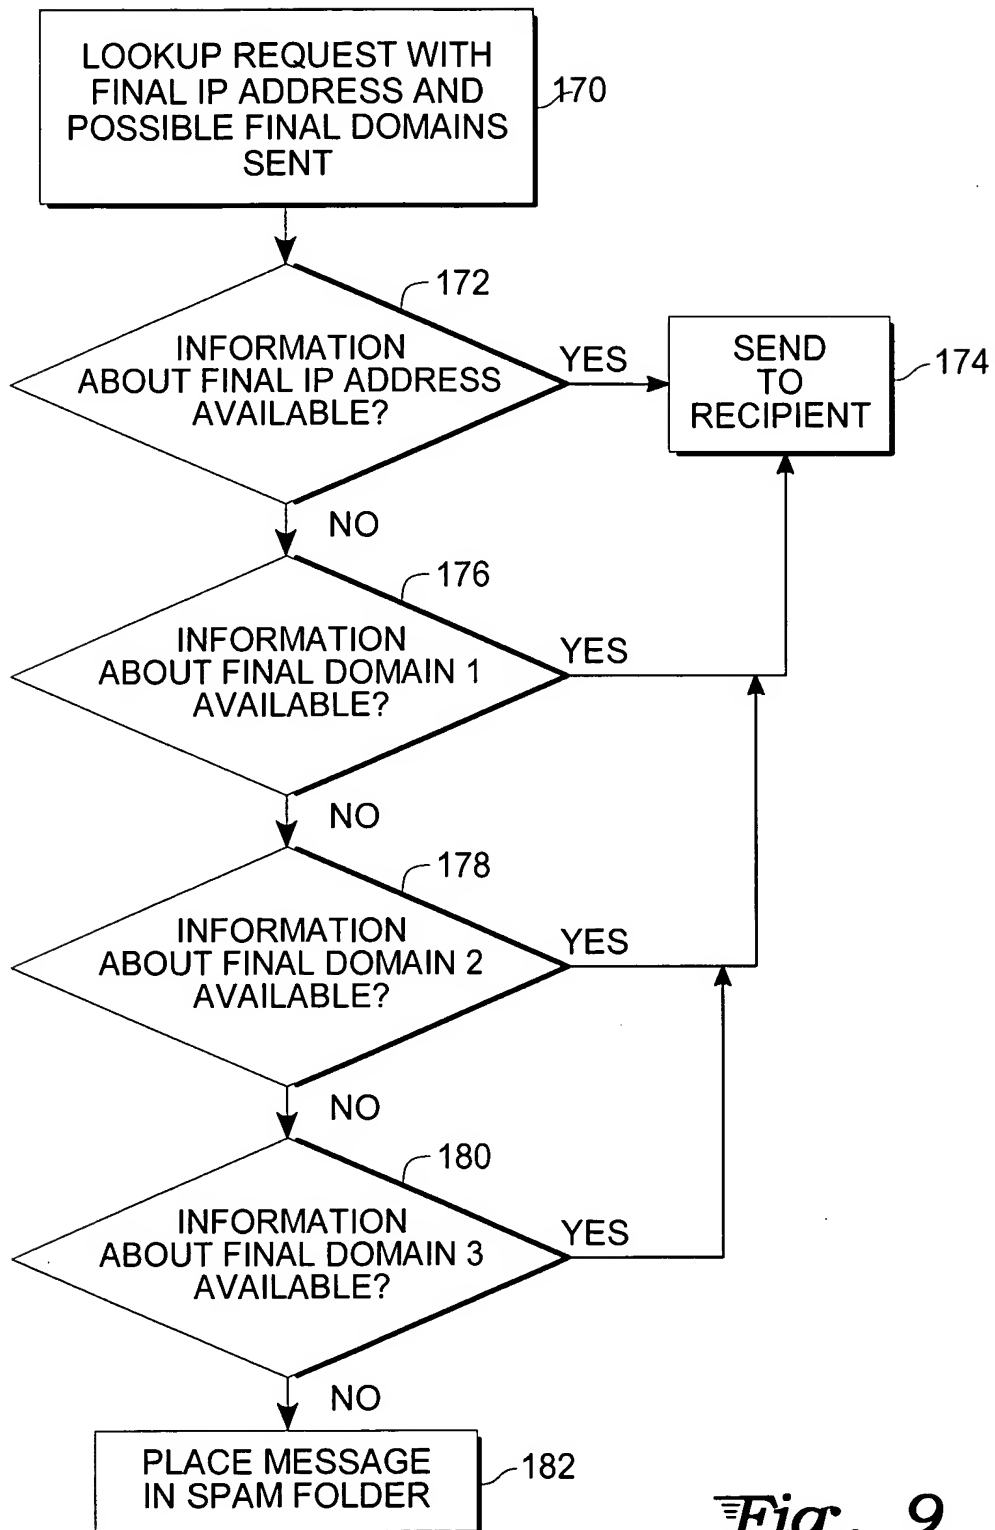 LOOKUP REQUEST WITH
FINAL IP ADDRESS AND
POSSIBLE FINAL DOMAINS
SENT
170
172
INFORMATION
ABOUT FINAL IP ADDRESS
AVAILABLE?
YES
SEND
TO
RECIPIENT
174
NO
176
INFORMATION
ABOUT FINAL DOMAIN 1
AVAILABLE?
YES
NO
178
INFORMATION
ABOUT FINAL DOMAIN 2
AVAILABLE?
YES
NO
180
INFORMATION
ABOUT FINAL DOMAIN 3
AVAILABLE?
YES
NO
PLACE MESSAGE
IN SPAM FOLDER
182
Fig. 9